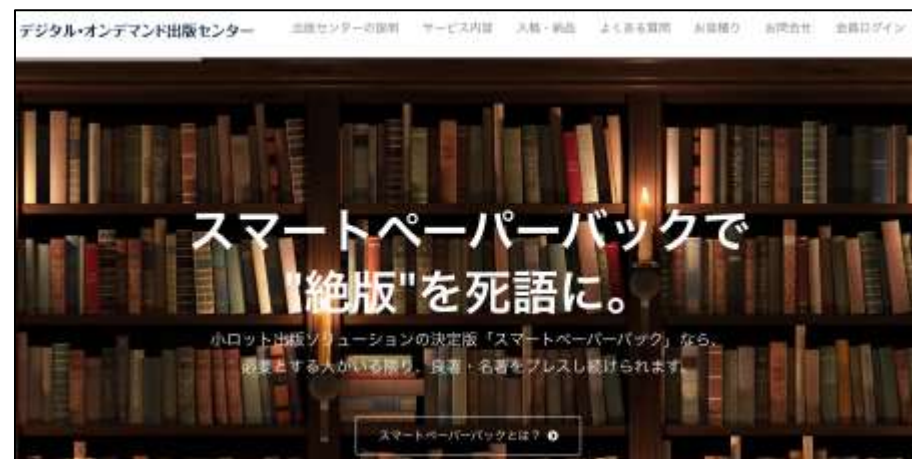 デジタル・オンデマンド出版センター
出版センターの説明 サービス内容 入稿・納品 よくある質問 お見積り お問合せ 会員ログイン
スマートペーパーバックで
"絶版"を死語に。
小ロット出版ソリューションの決定版「スマートペーパーバック」なら、
必要とする人がいる限り、良書・名著をプレスし続けられます。
スマートペーパーバックとは？